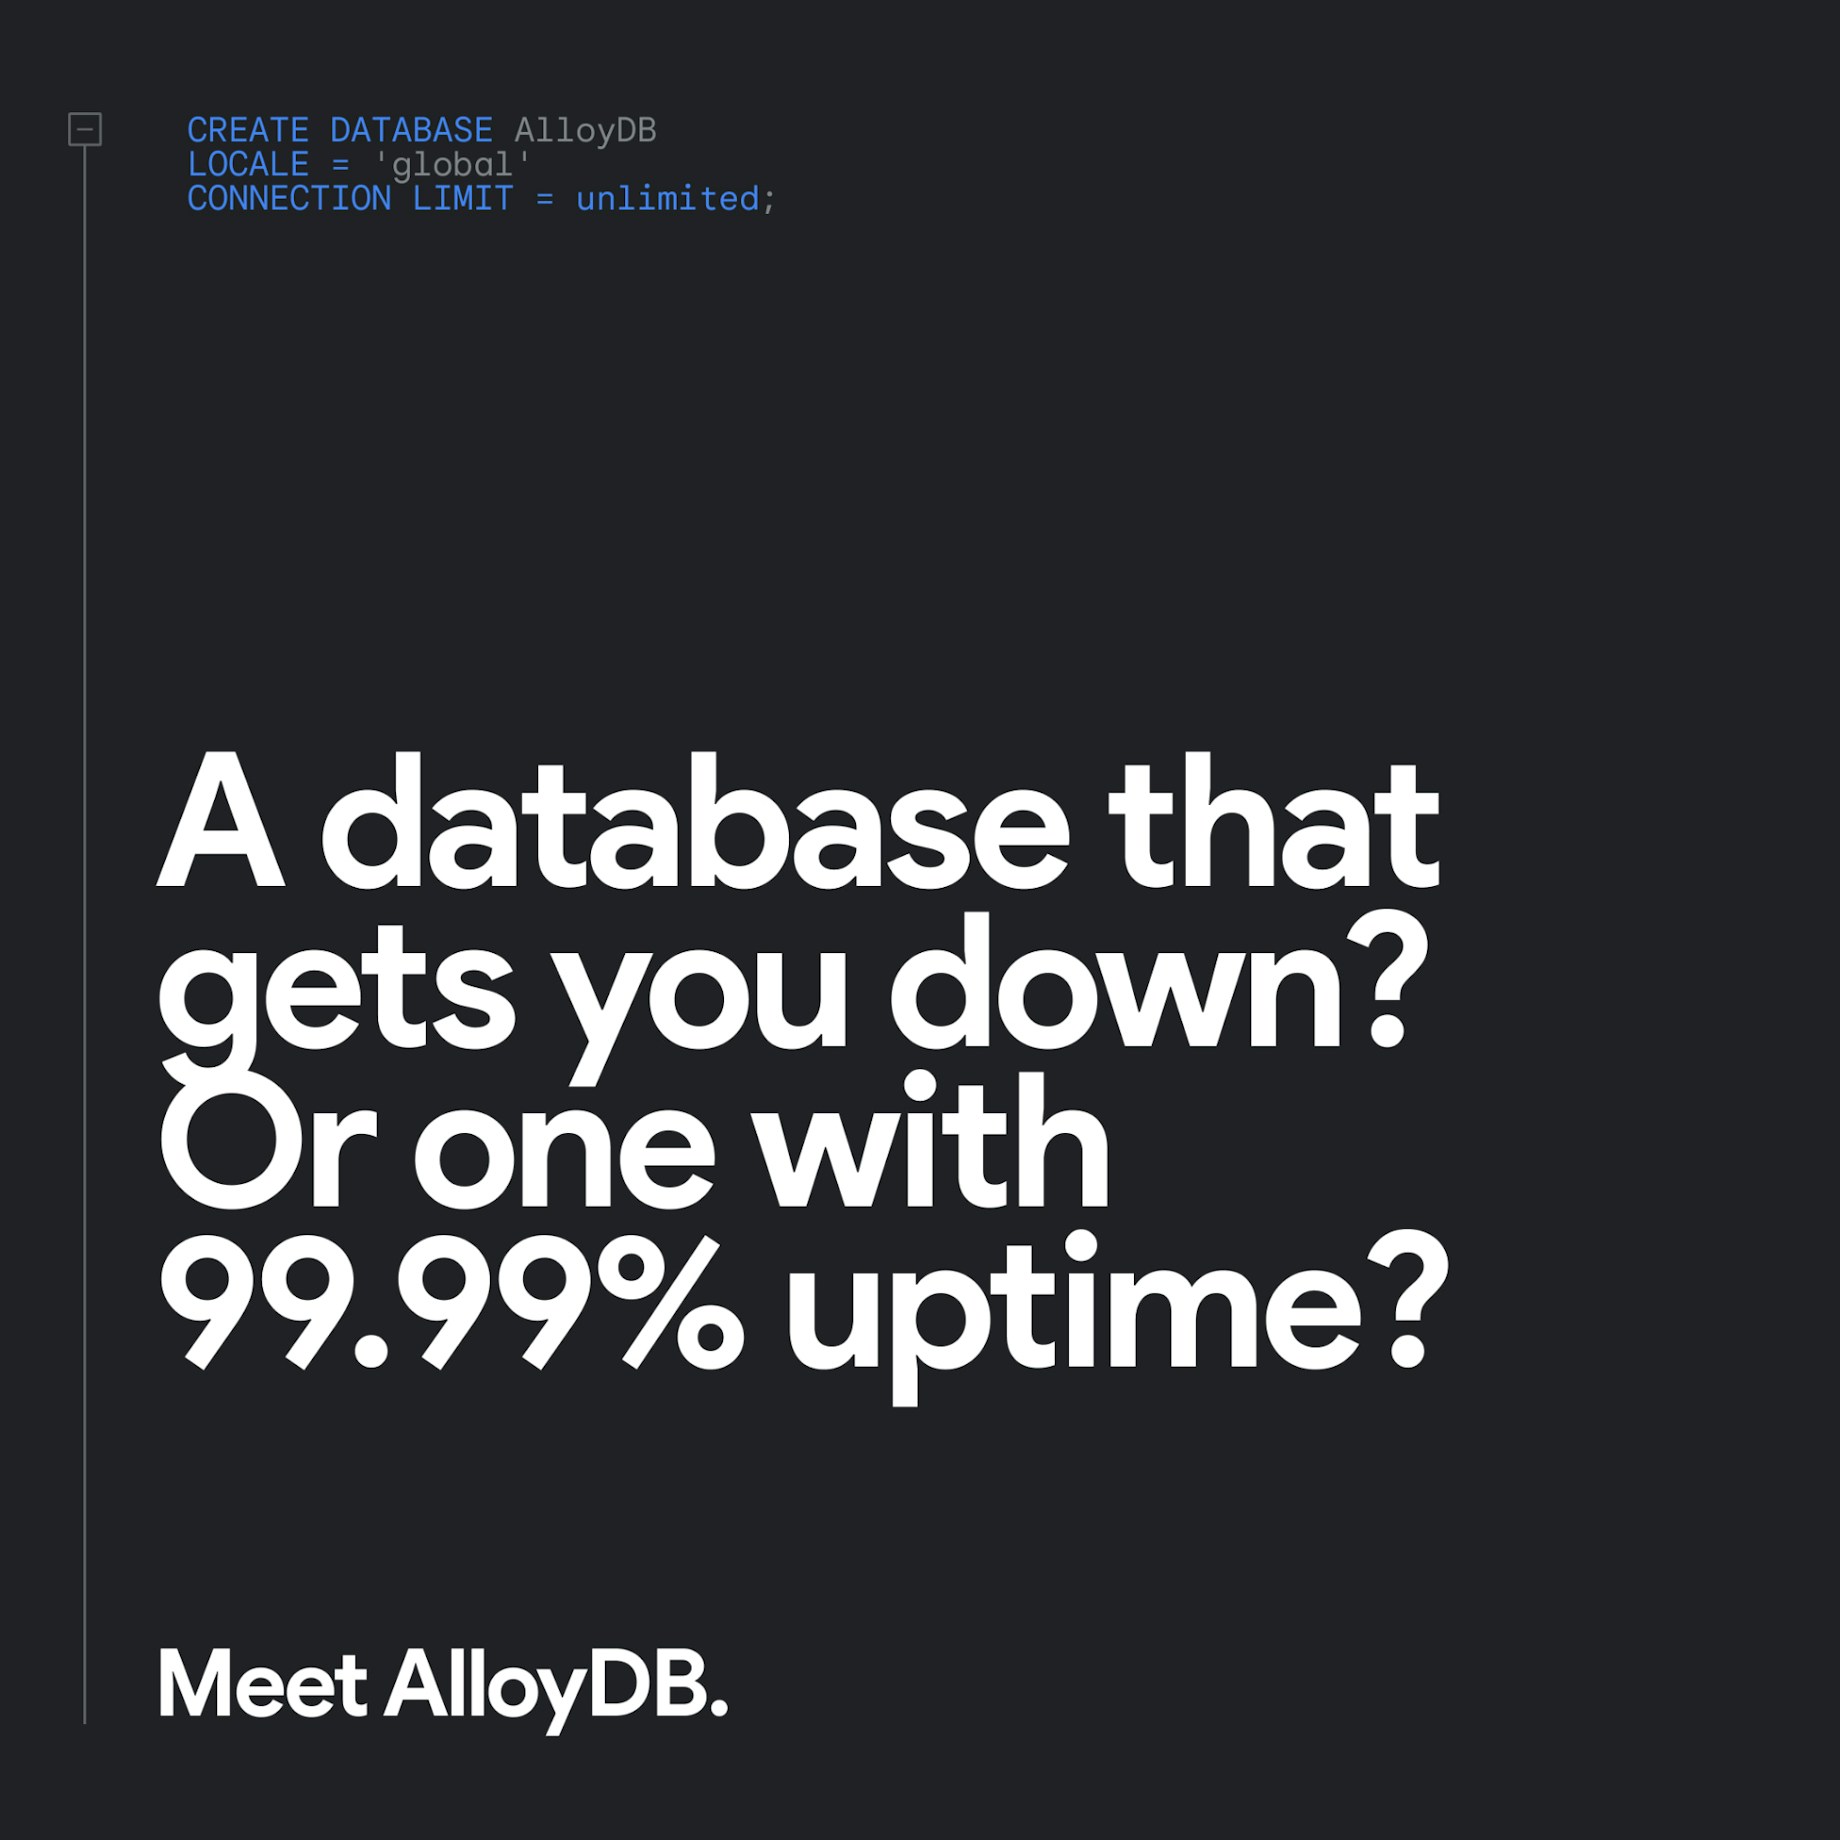 CREATE DATABASE AlloyDB
LOCALE = 'global'
CONNECTION LIMIT = unlimited;
A database that
gets you down?
Or one with
99.99% uptime?
Meet AlloyDB.